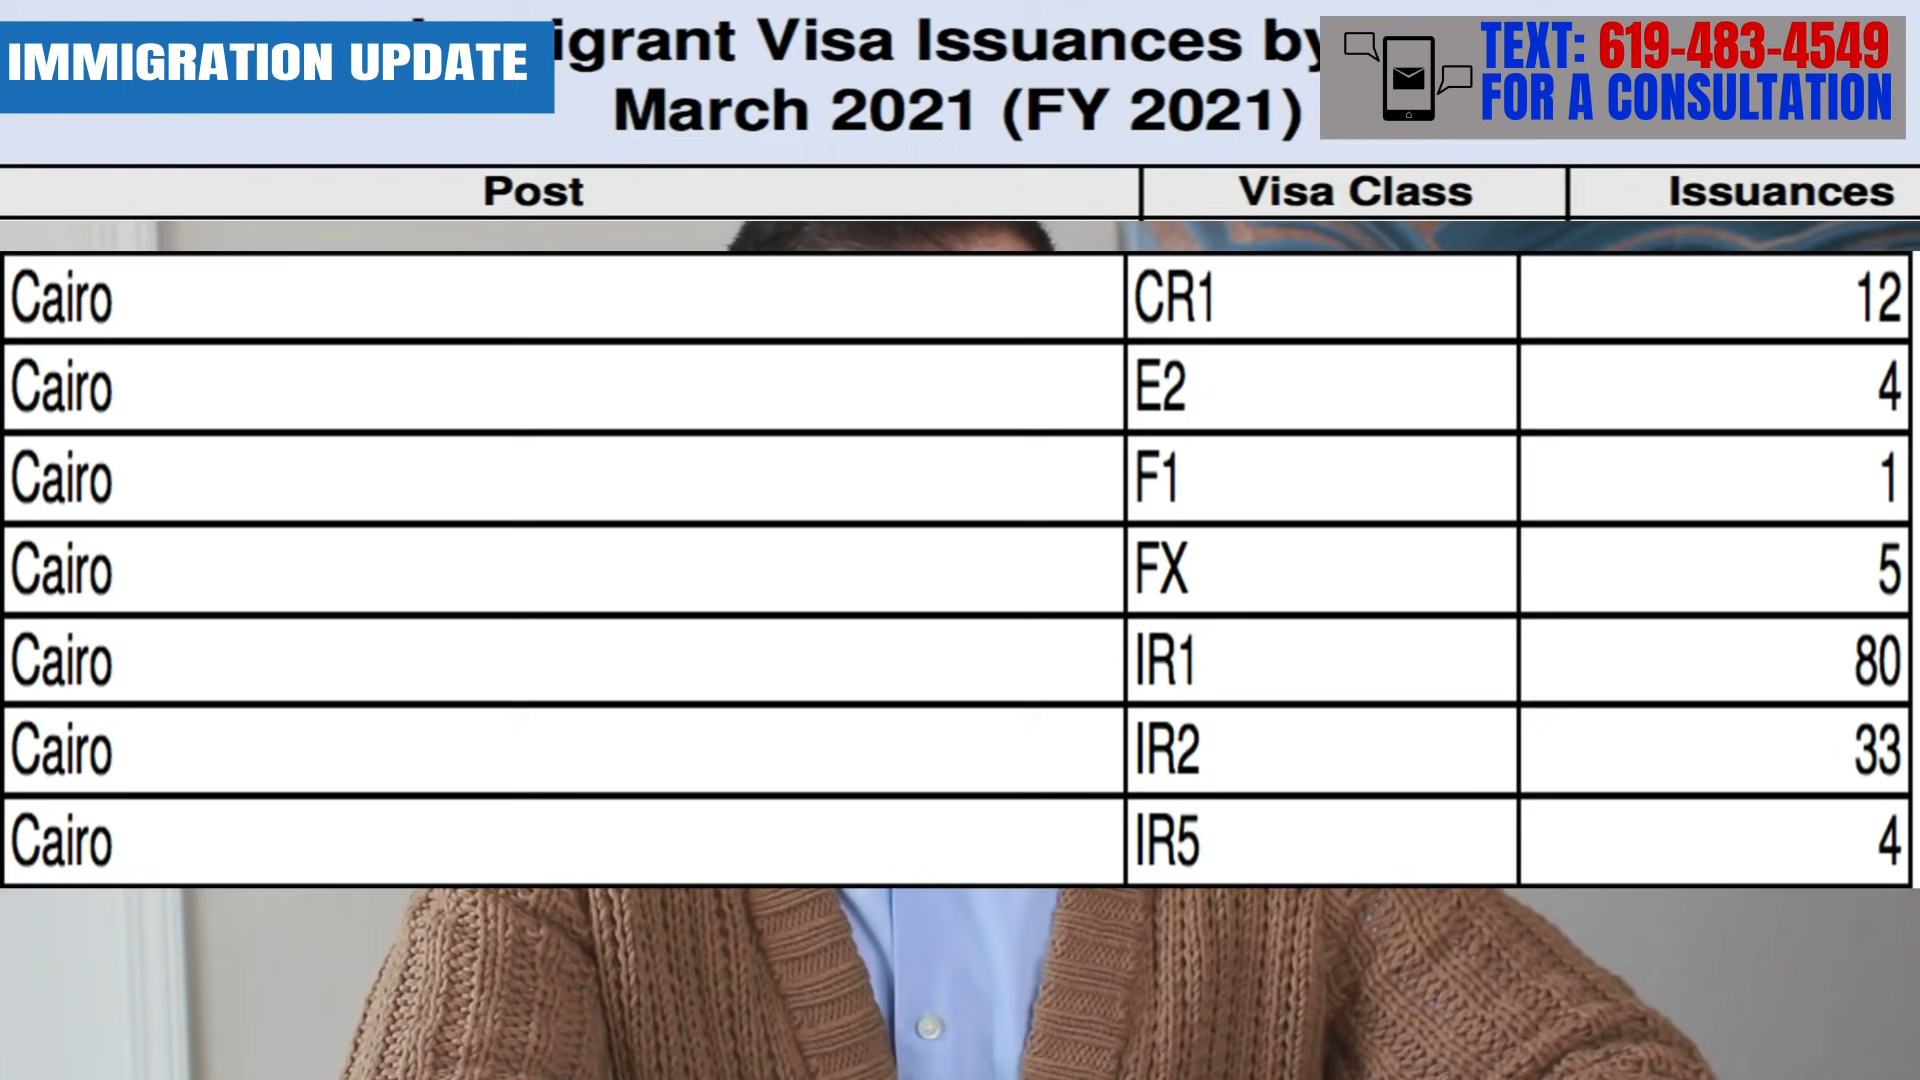 IMMIGRATION UPDATE
Visa Issuances
March 2021 (FY 2021)
TEXT: 619-483-4549
FOR A CONSULTATION
Post Visa Class Issuances
Cairo CR1 12
Cairo E2 4
Cairo F1 1
Cairo FX 5
Cairo IR1 80
Cairo IR2 33
Cairo IR5 4